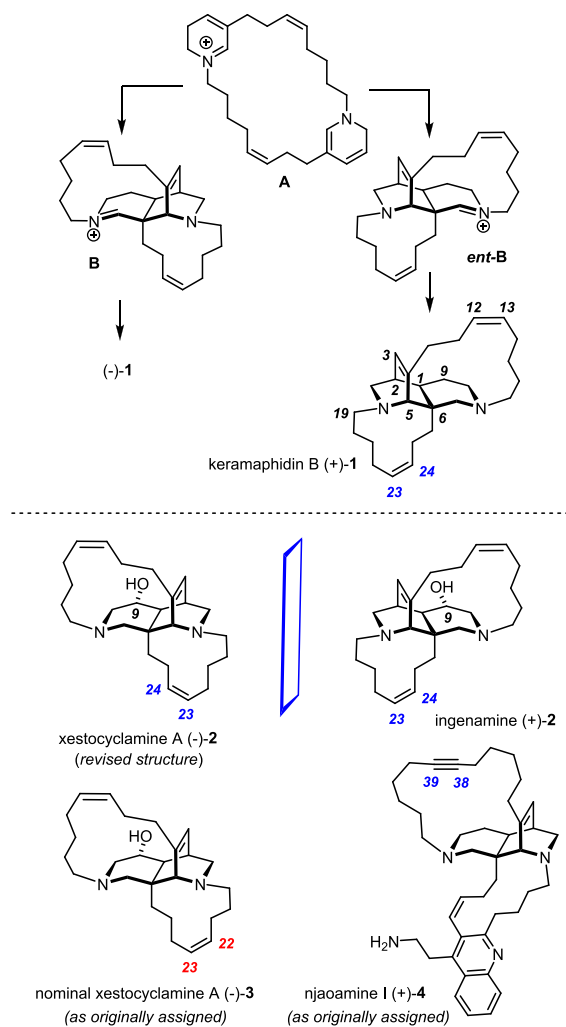 ⊕
N
N
A
N
⊕
N
B
N
N
⊕
ent-B
(-)-1
12 13
3
1 9
2
19 N 5 6 N
keramaphidin B (+)-1
24
23
HO
9
N N
24
23
xestocyclamine A (-)-2
(revised structure)
OH
9
N N
24
23
ingenamine (+)-2
HO
N N
22
23
nominal xestocyclamine A (-)-3
(as originally assigned)
39 38
N N
H2N
N
njaoamine I (+)-4
(as originally assigned)